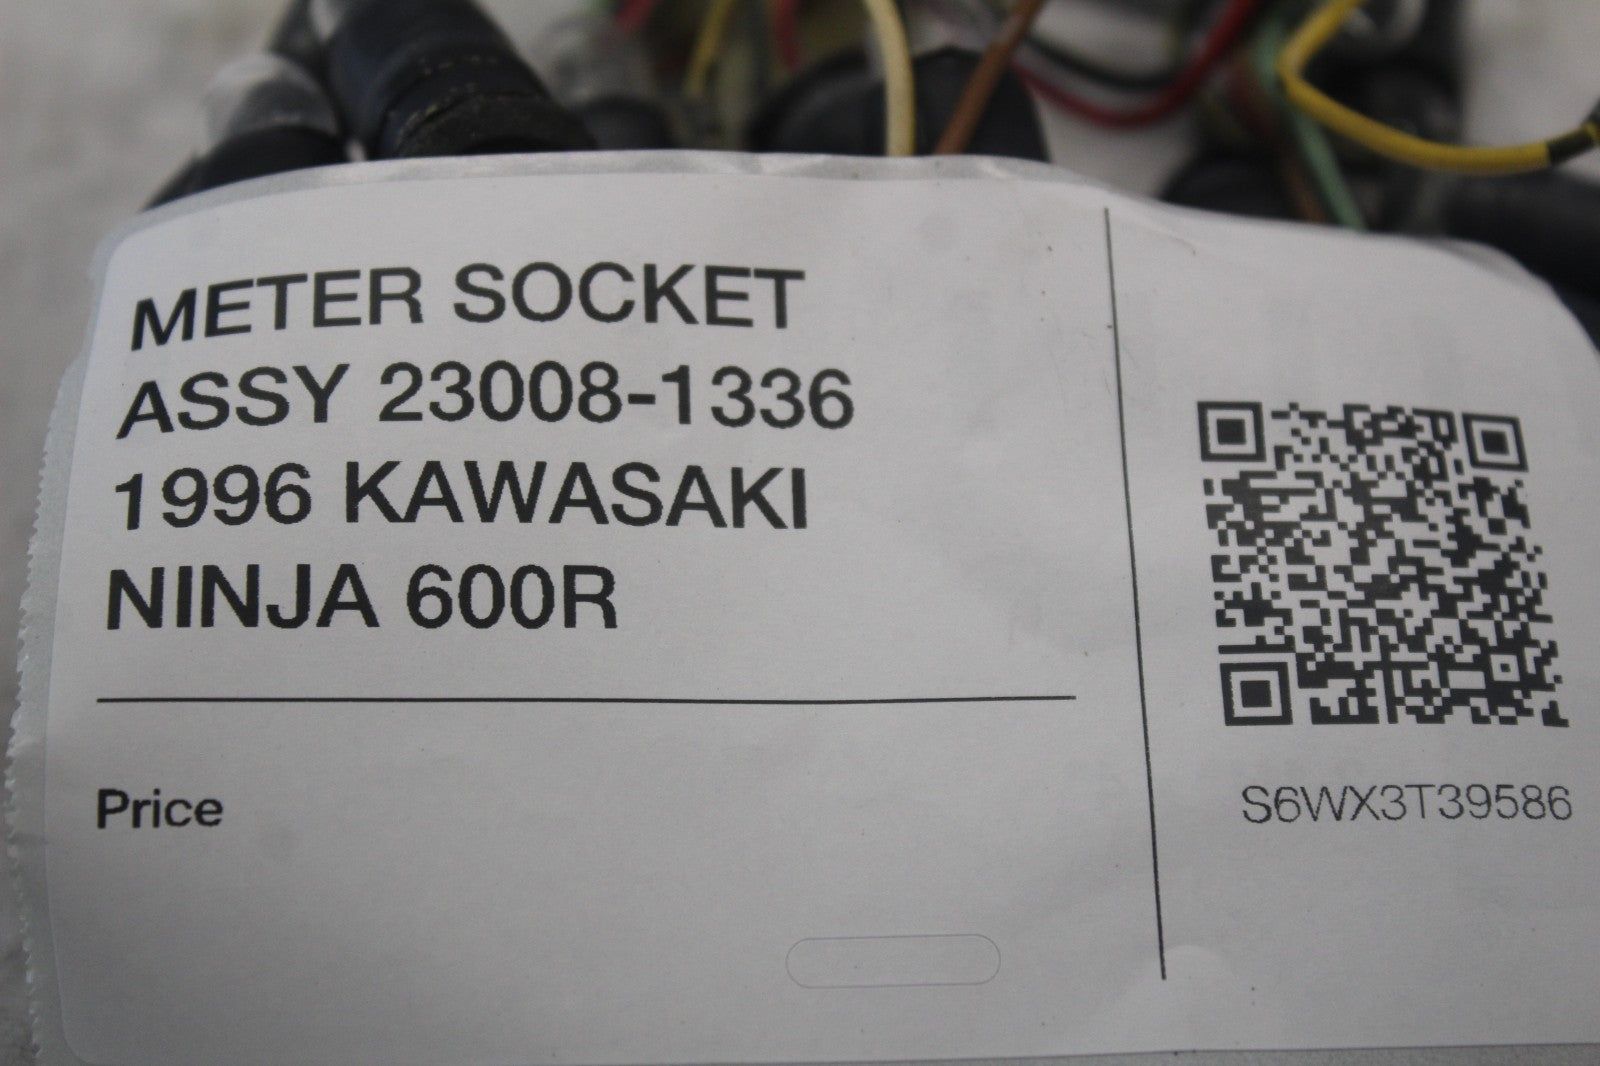 METER SOCKET
ASSY 23008-1336
1996 KAWASAKI
NINJA 600R
Price
S6WX3T39586